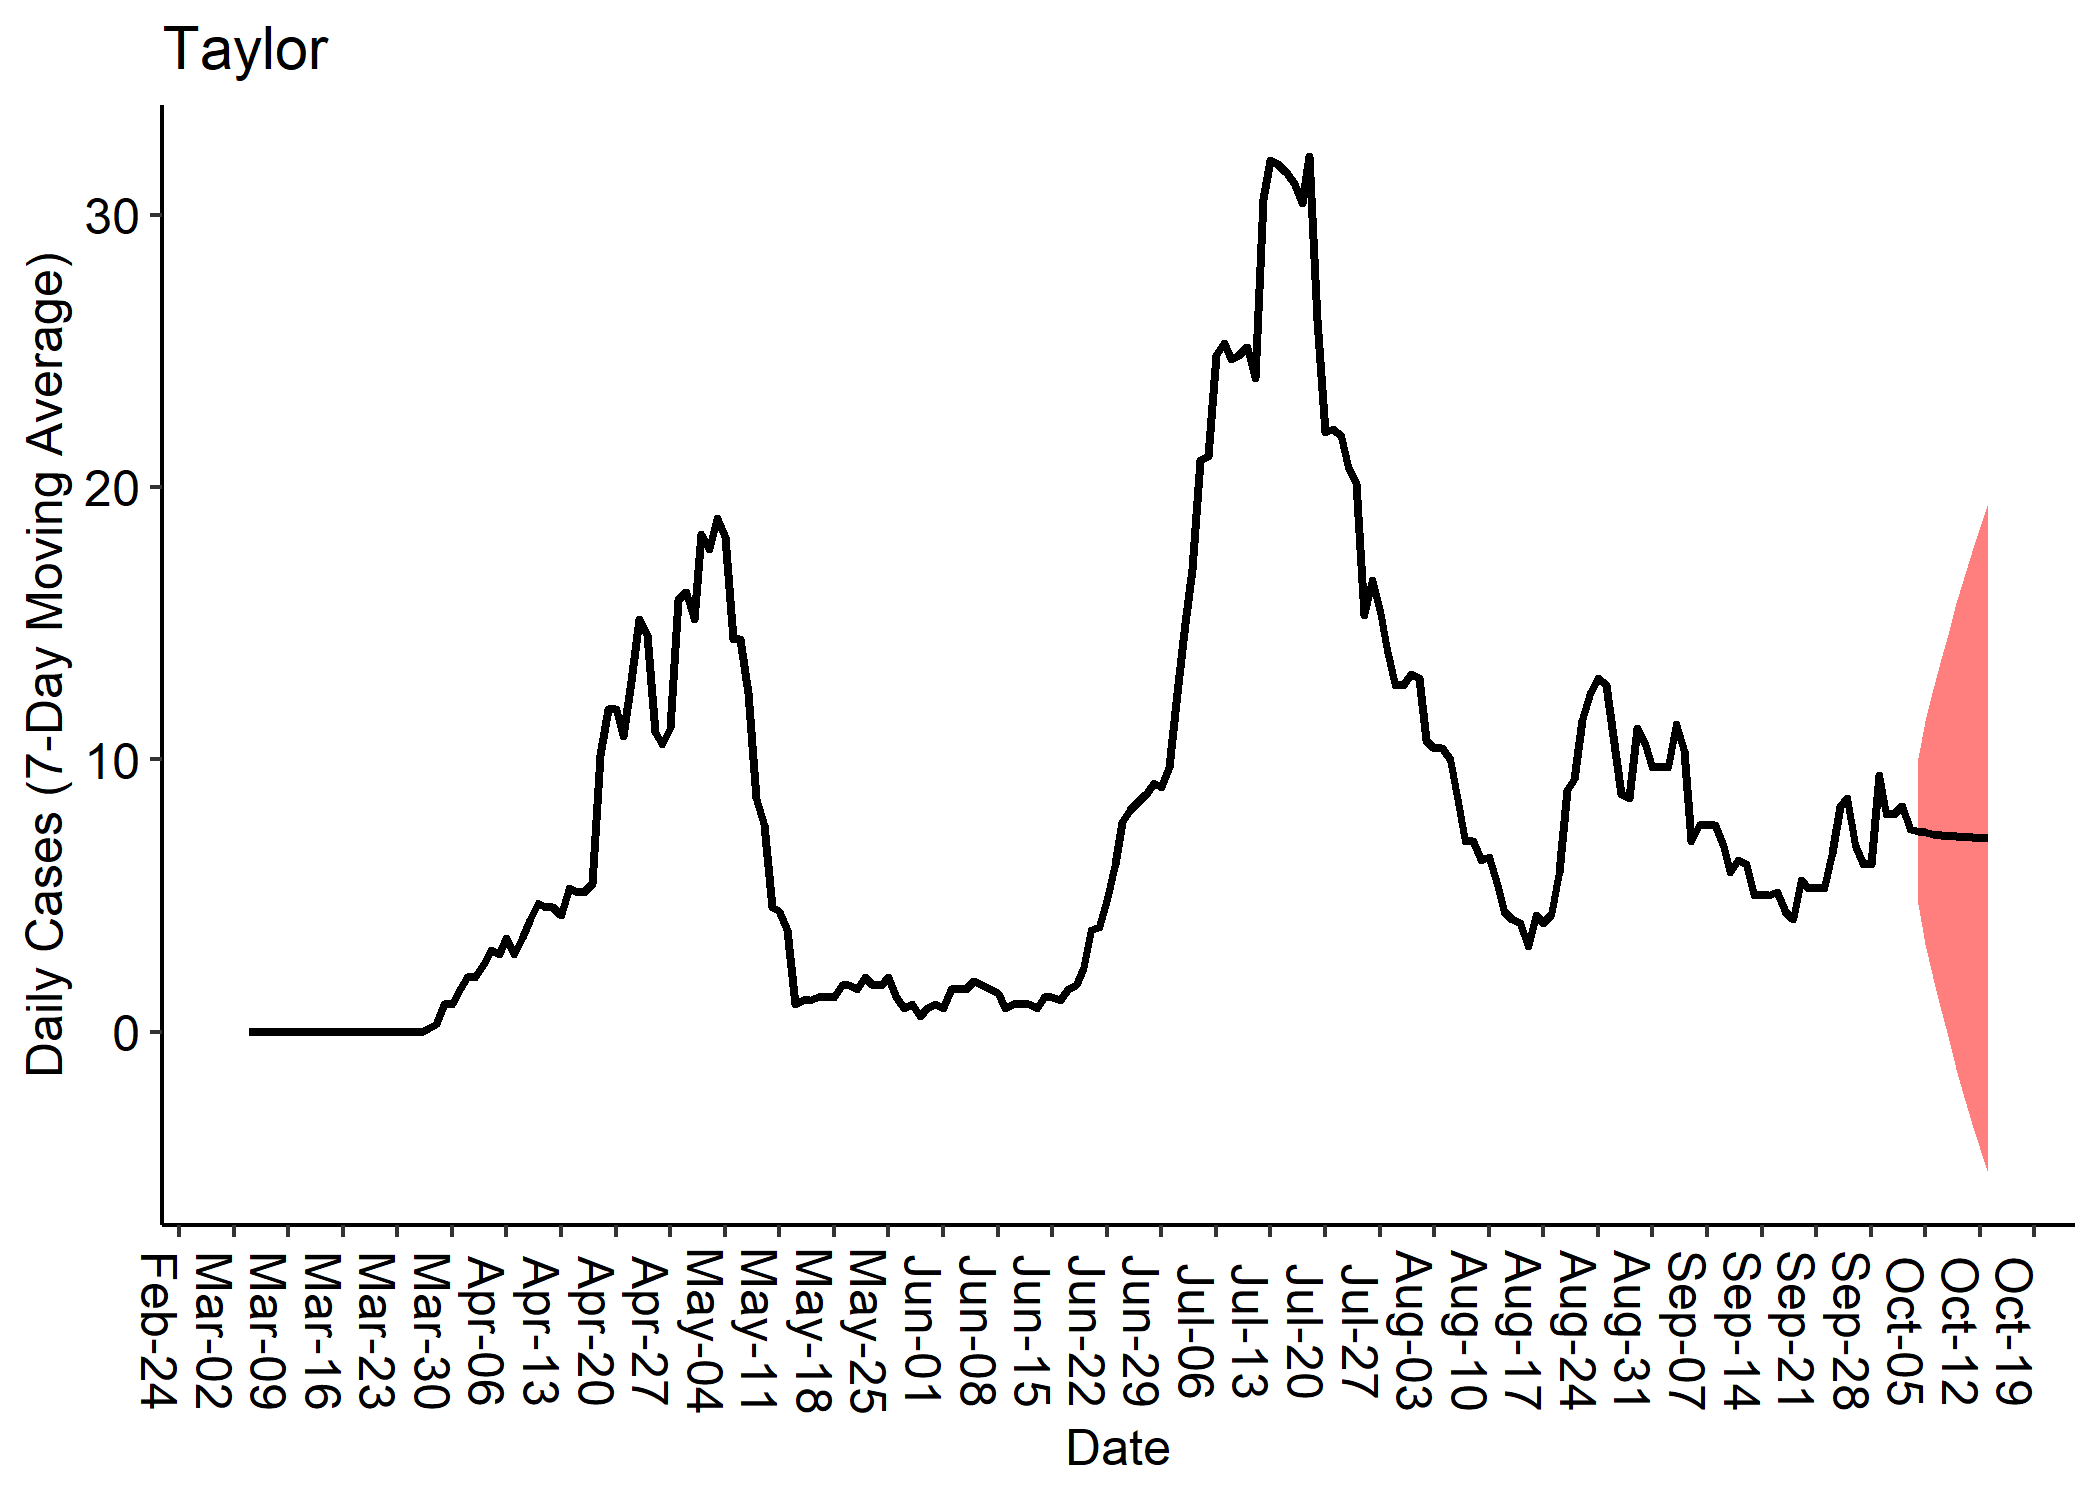 Taylor
Daily Cases (7-Day Moving Average)
30
20
10
0
Feb-24
Mar-02
Mar-09
Mar-16
Mar-23
Mar-30
Apr-06
Apr-13
Apr-20
Apr-27
May-04
May-11
May-18
May-25
Jun-01
Jun-08
Jun-15
Jun-22
Jun-29
Jul-06
Jul-13
Jul-20
Jul-27
Aug-03
Aug-10
Aug-17
Aug-24
Aug-31
Sep-07
Sep-14
Sep-21
Sep-28
Oct-05
Oct-12
Oct-19
Date